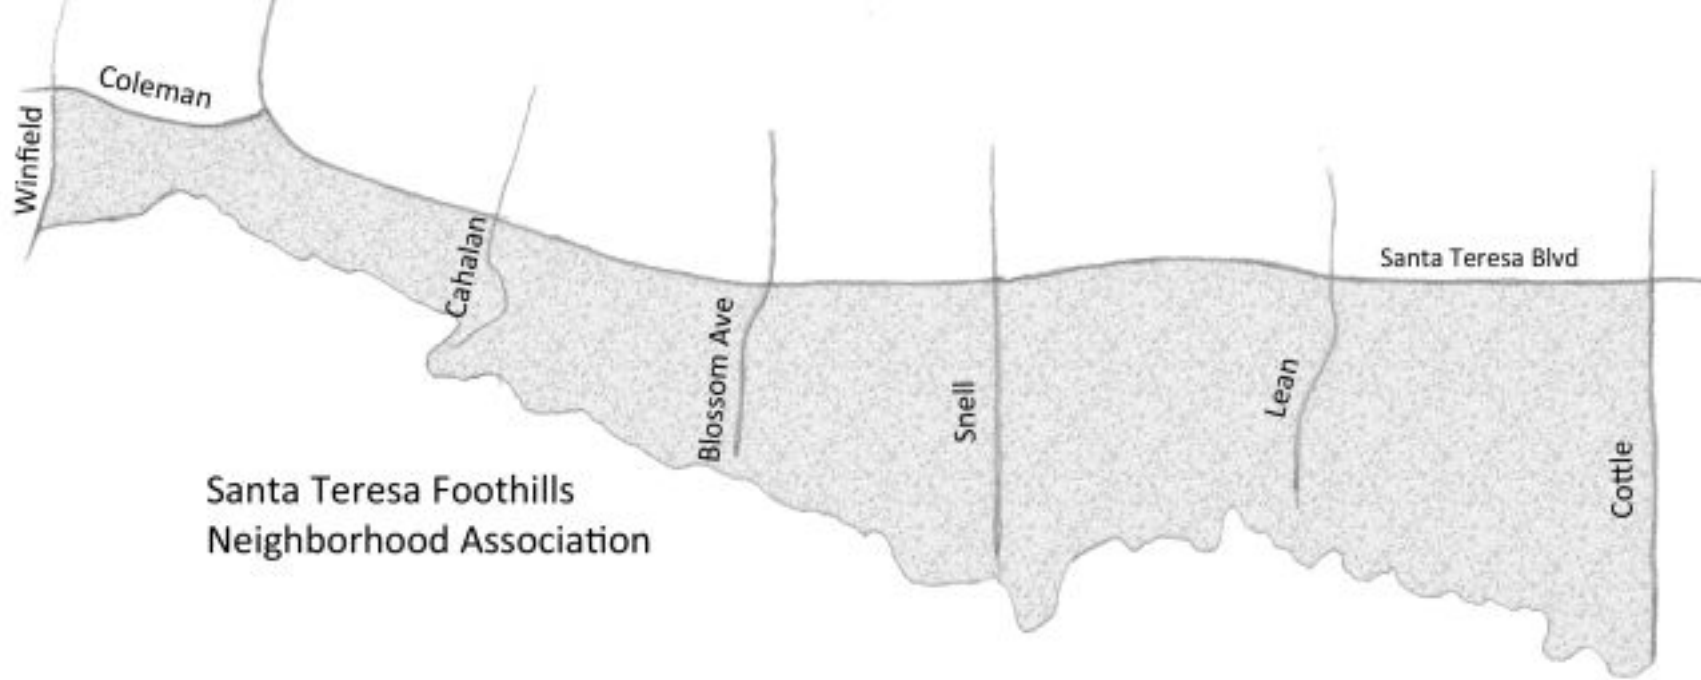 Coleman
Winfield
Cahalan
Santa Teresa Blvd
Blossom Ave
Snell
Lean
Cottle
Santa Teresa Foothills
Neighborhood Association